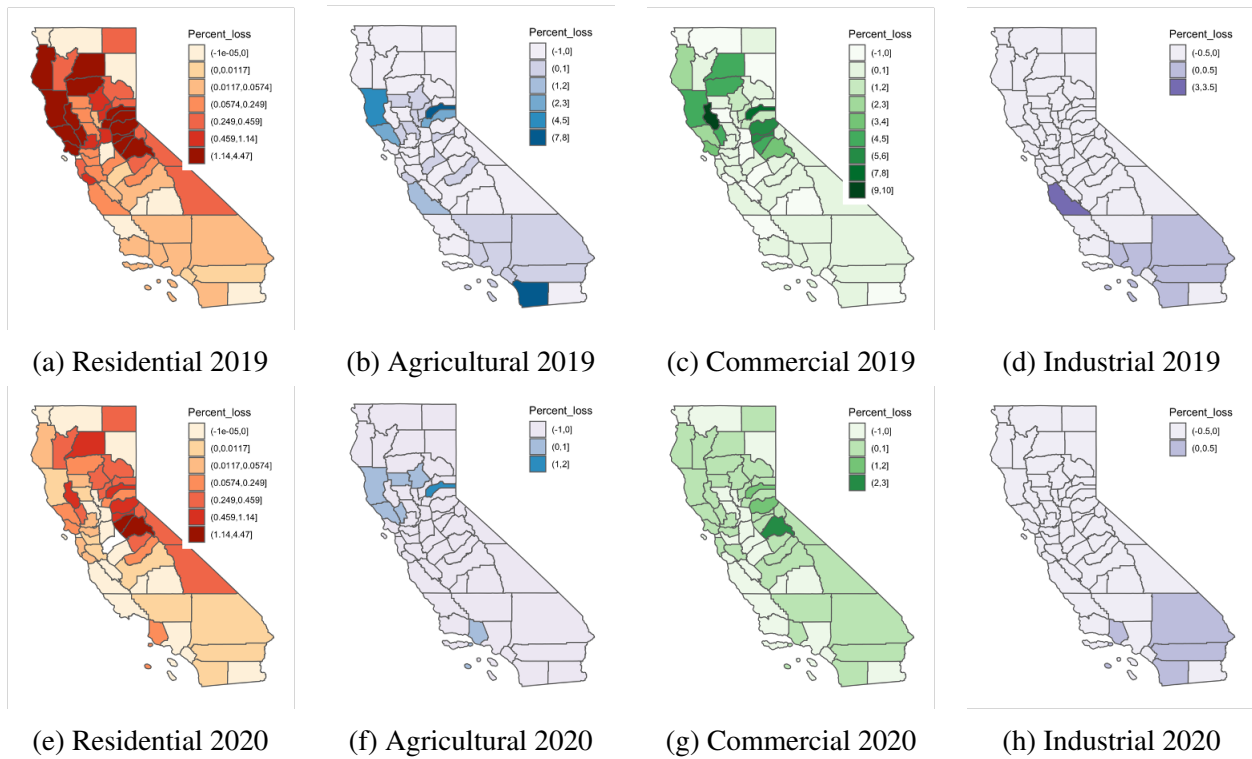 Percent_loss
(-1e-05,0]
(0,0.0117]
(0.0117,0.0574]
(0.0574,0.249]
(0.249,0.459]
(0.459,1.14]
(1.14,4.47]
Percent_loss
(-1,0]
(0,1]
(1,2]
(2,3]
(4,5]
(7,8]
Percent_loss
(-1,0]
(0,1]
(1,2]
(2,3]
(3,4]
(4,5]
(5,6]
(7,8]
(9,10]
Percent_loss
(-0.5,0]
(0,0.5]
(3,3.5]
(a) Residential 2019
(b) Agricultural 2019
(c) Commercial 2019
(d) Industrial 2019
Percent_loss
(-1e-05,0]
(0,0.0117]
(0.0117,0.0574]
(0.0574,0.249]
(0.249,0.459]
(0.459,1.14]
(1.14,4.47]
Percent_loss
(-1,0]
(0,1]
(1,2]
Percent_loss
(-1,0]
(0,1]
(1,2]
(2,3]
Percent_loss
(-0.5,0]
(0,0.5]
(e) Residential 2020
(f) Agricultural 2020
(g) Commercial 2020
(h) Industrial 2020